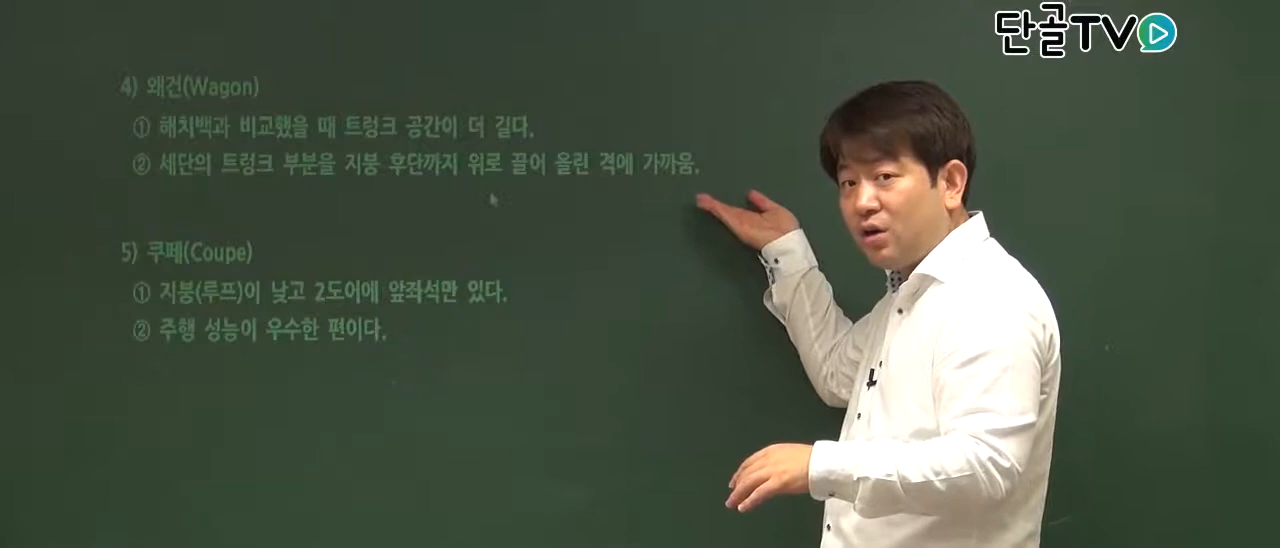 단골TV
4) 왜건(Wagon)
① 해치백과 비교했을 때 트렁크 공간이 더 길다.
② 세단의 트렁크 부분을 지붕 후단까지 위로 끌어 올린 격에 가까움.
5) 쿠페(Coupe)
① 지붕(루프)이 낮고 2도어에 앞좌석만 있다.
② 주행 성능이 우수한 편이다.